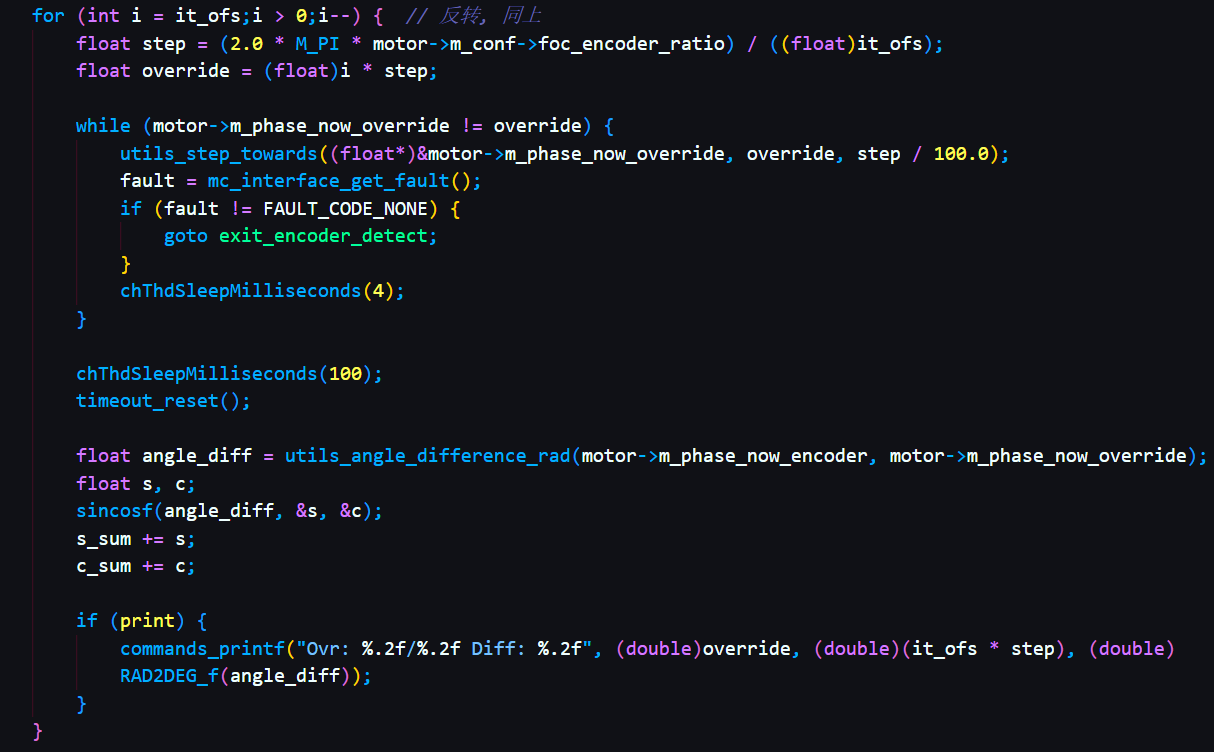 for (int i = it_ofs;i > 0;i--) {  // 反转, 同上
    float step = (2.0 * M_PI * motor->m_conf->foc_encoder_ratio) / ((float)it_ofs);
    float override = (float)i * step;

    while (motor->m_phase_now_override != override) {
        utils_step_towards((float*)&motor->m_phase_now_override, override, step / 100.0);
        fault = mc_interface_get_fault();
        if (fault != FAULT_CODE_NONE) {
            goto exit_encoder_detect;
        }
        chThdSleepMilliseconds(4);
    }

    chThdSleepMilliseconds(100);
    timeout_reset();

    float angle_diff = utils_angle_difference_rad(motor->m_phase_now_encoder, motor->m_phase_now_override);
    float s, c;
    sincosf(angle_diff, &s, &c);
    s_sum += s;
    c_sum += c;

    if (print) {
        commands_printf("Ovr: %.2f/%.2f Diff: %.2f", (double)override, (double)(it_ofs * step), (double)
        RAD2DEG_f(angle_diff));
    }
}